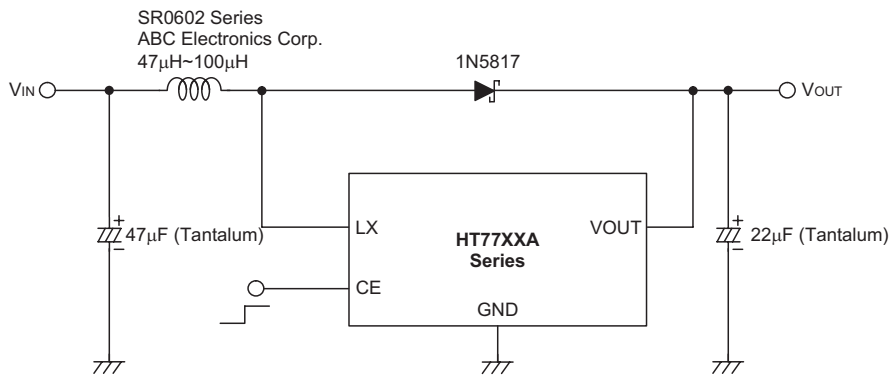 SR0602 Series
ABC Electronics Corp.
47µH~100µH
1N5817
VIN
VOUT
+
47µF (Tantalum)
−
LX
HT77XXA
Series
VOUT
+
22µF (Tantalum)
−
CE
GND